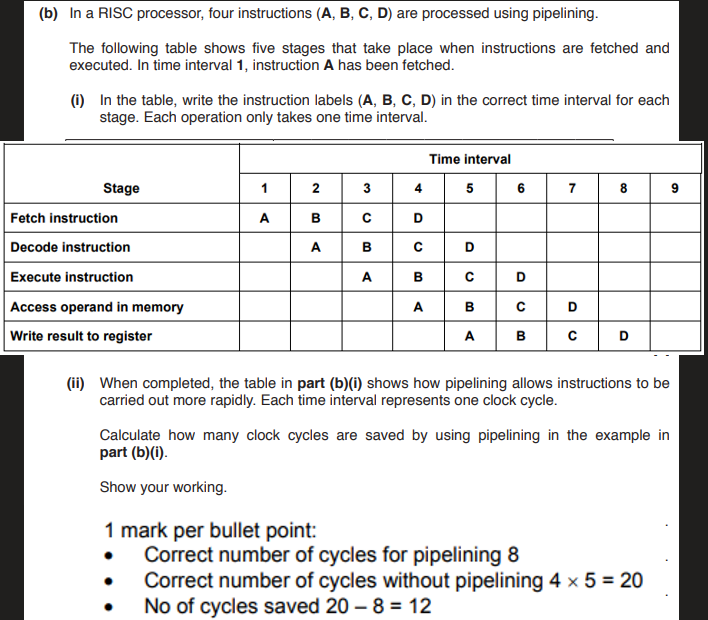 (b) In a RISC processor, four instructions (A, B, C, D) are processed using pipelining.
The following table shows five stages that take place when instructions are fetched and
executed. In time interval 1, instruction A has been fetched.
(i) In the table, write the instruction labels (A, B, C, D) in the correct time interval for each
stage. Each operation only takes one time interval.
Time interval
Stage 1 2 3 4 5 6 7 8 9
Fetch instruction A B C D
Decode instruction A B C D
Execute instruction A B C D
Access operand in memory A B C D
Write result to register A B C D
(ii) When completed, the table in part (b)(i) shows how pipelining allows instructions to be
carried out more rapidly. Each time interval represents one clock cycle.
Calculate how many clock cycles are saved by using pipelining in the example in
part (b)(i).
Show your working.
1 mark per bullet point:
• Correct number of cycles for pipelining 8
• Correct number of cycles without pipelining 4 × 5 = 20
• No of cycles saved 20 – 8 = 12